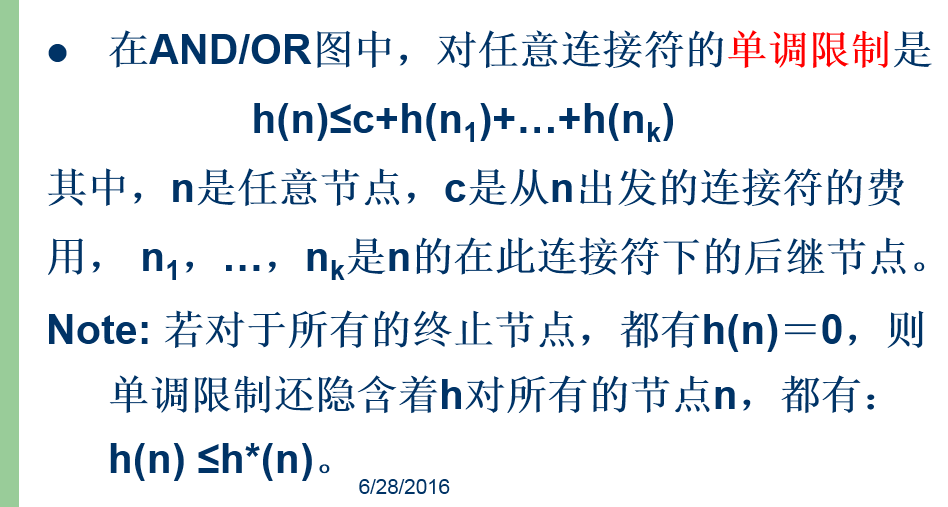 ● 在AND/OR图中，对任意连接符的单调限制是
h(n)≤c+h(n₁)+…+h(nₖ)
其中，n是任意节点，c是从n出发的连接符的费
用， n₁，…，nₖ是n的在此连接符下的后继节点。
Note: 若对于所有的终止节点，都有h(n)＝0，则
单调限制还隐含着h对所有的节点n，都有：
h(n) ≤h*(n)。
6/28/2016